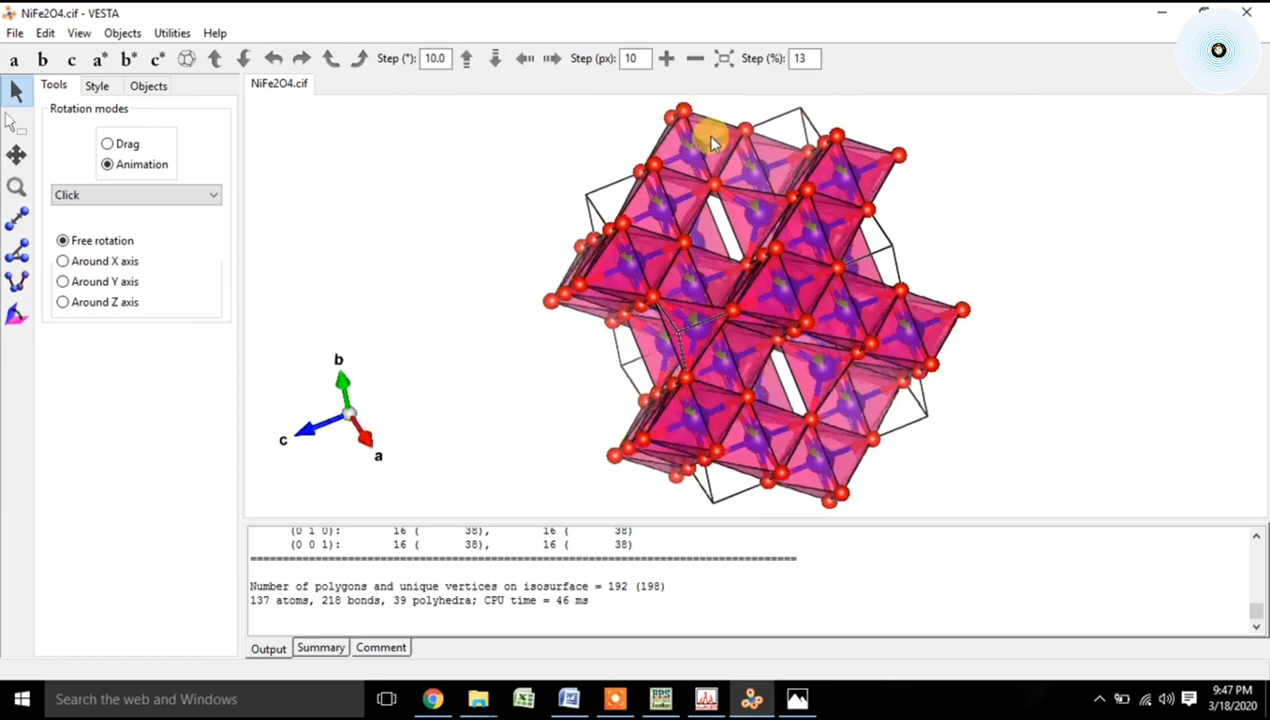 NiFe2O4.cif - VESTA
File Edit View Objects Utilities Help
a b c a* b* c* Step (°): 10.0 Step (px): 10 Step (%): 13
Tools Style Objects
NiFe2O4.cif
Rotation modes
Drag
Animation
Click
Free rotation
Around X axis
Around Y axis
Around Z axis
b
c
a
(0 1 0): 16 ( 38), 16 ( 38)
(0 0 1): 16 ( 38), 16 ( 38)
Number of polygons and unique vertices on isosurface = 192 (198)
137 atoms, 218 bonds, 39 polyhedra; CPU time = 46 ms
Output Summary Comment
Search the web and Windows
9:47 PM
3/18/2020